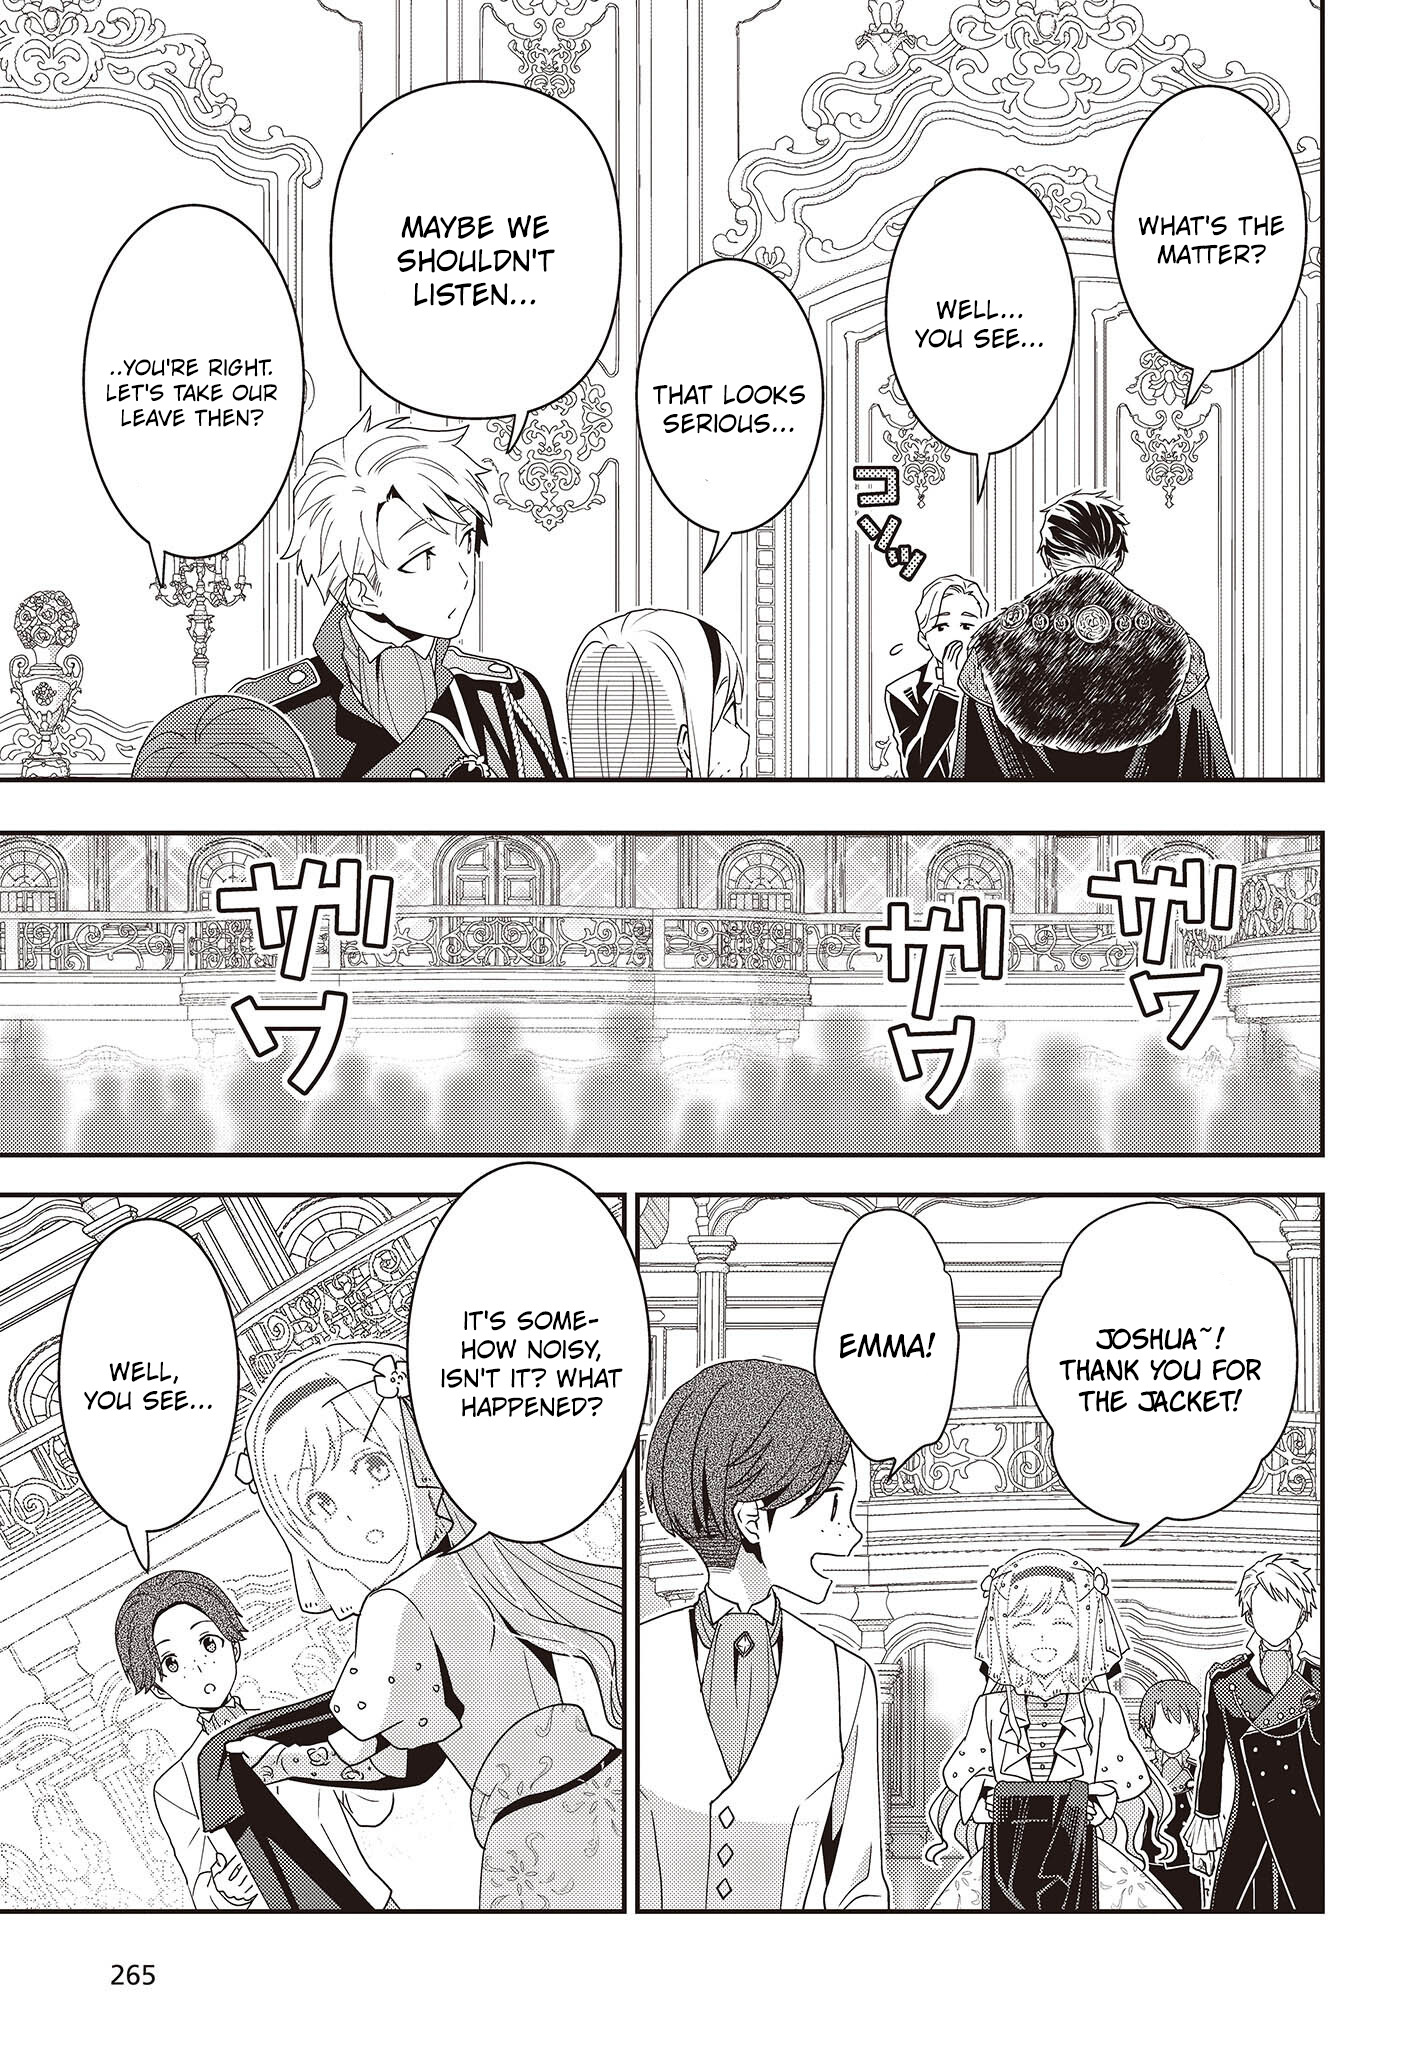 WHAT'S THE
MATTER?
WELL...
YOU SEE...
コソッ
THAT LOOKS
SERIOUS...
MAYBE WE
SHOULDN'T
LISTEN...
..YOU'RE RIGHT.
LET'S TAKE OUR
LEAVE THEN?
ザワ
ザワ
ザワ
JOSHUA~!
THANK YOU FOR
THE JACKET!
EMMA!
IT'S SOME-
HOW NOISY,
ISN'T IT? WHAT
HAPPENED?
WELL,
YOU SEE...
265